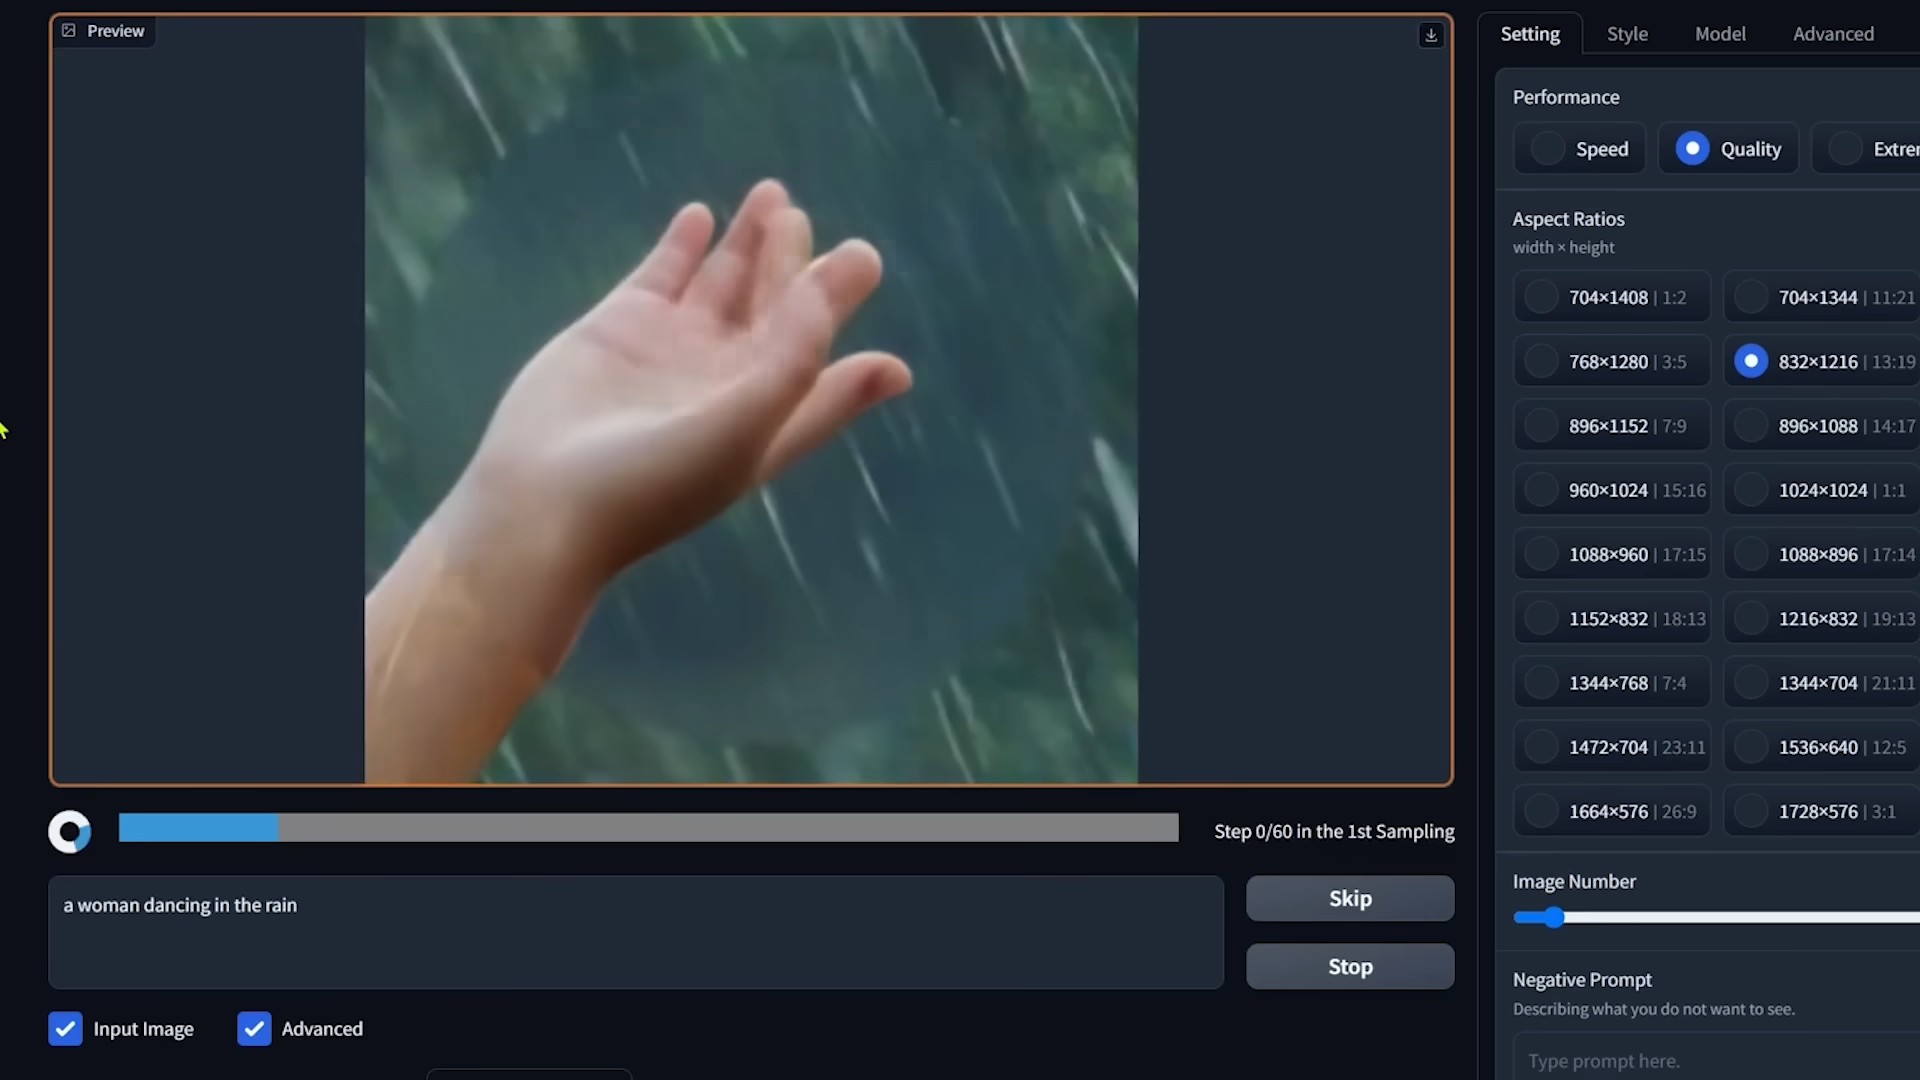 Preview
Setting Style Model Advanced
Performance
Speed Quality
Aspect Ratios
width × height
704×1408 | 1:2 704×1344 | 11:21
768×1280 | 3:5 832×1216 | 13:19
896×1152 | 7:9 896×1088 | 14:17
960×1024 | 15:16 1024×1024 | 1:1
1088×960 | 17:15 1088×896 | 17:14
1152×832 | 18:13 1216×832 | 19:13
1344×768 | 7:4 1344×704 | 21:11
1472×704 | 23:11 1536×640 | 12:5
1664×576 | 26:9 1728×576 | 3:1
Step 0/60 in the 1st Sampling
a woman dancing in the rain
Skip
Stop
Input Image Advanced
Image Number
Negative Prompt
Describing what you do not want to see.
Type prompt here.